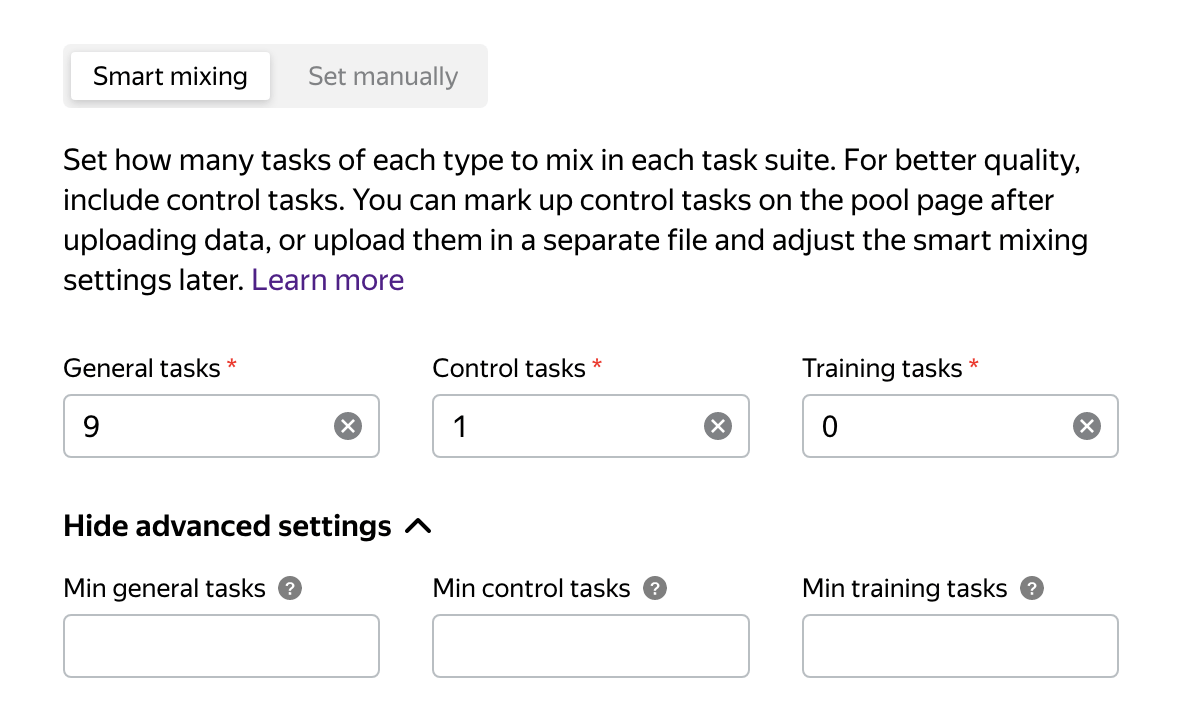 Smart mixing
Set manually
Set how many tasks of each type to mix in each task suite. For better quality,
include control tasks. You can mark up control tasks on the pool page after
uploading data, or upload them in a separate file and adjust the smart mixing
settings later. Learn more
General tasks *
Control tasks *
Training tasks *
9
1
0
Hide advanced settings
Min general tasks ?
Min control tasks ?
Min training tasks ?